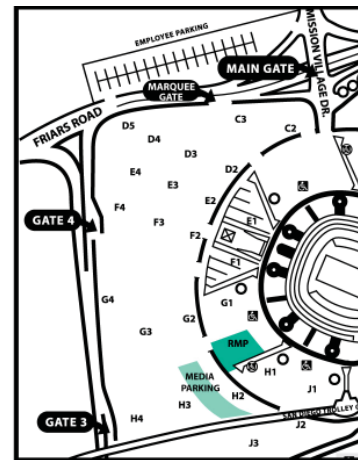 EMPLOYEE PARKING
MISSION VILLAGE DR.
MAIN GATE
MARQUEE
GATE
FRIARS ROAD
D5
C3
C2
D4
D3
D2
E4
E3
E2
F4
F3
E1
F2
GATE 4
F1
G4
G1
G2
G3
RMP
MEDIA
PARKING
H1
H2
H3
H4
J1
GATE 3
SAN DIEGO TROLLEY
J2
J3